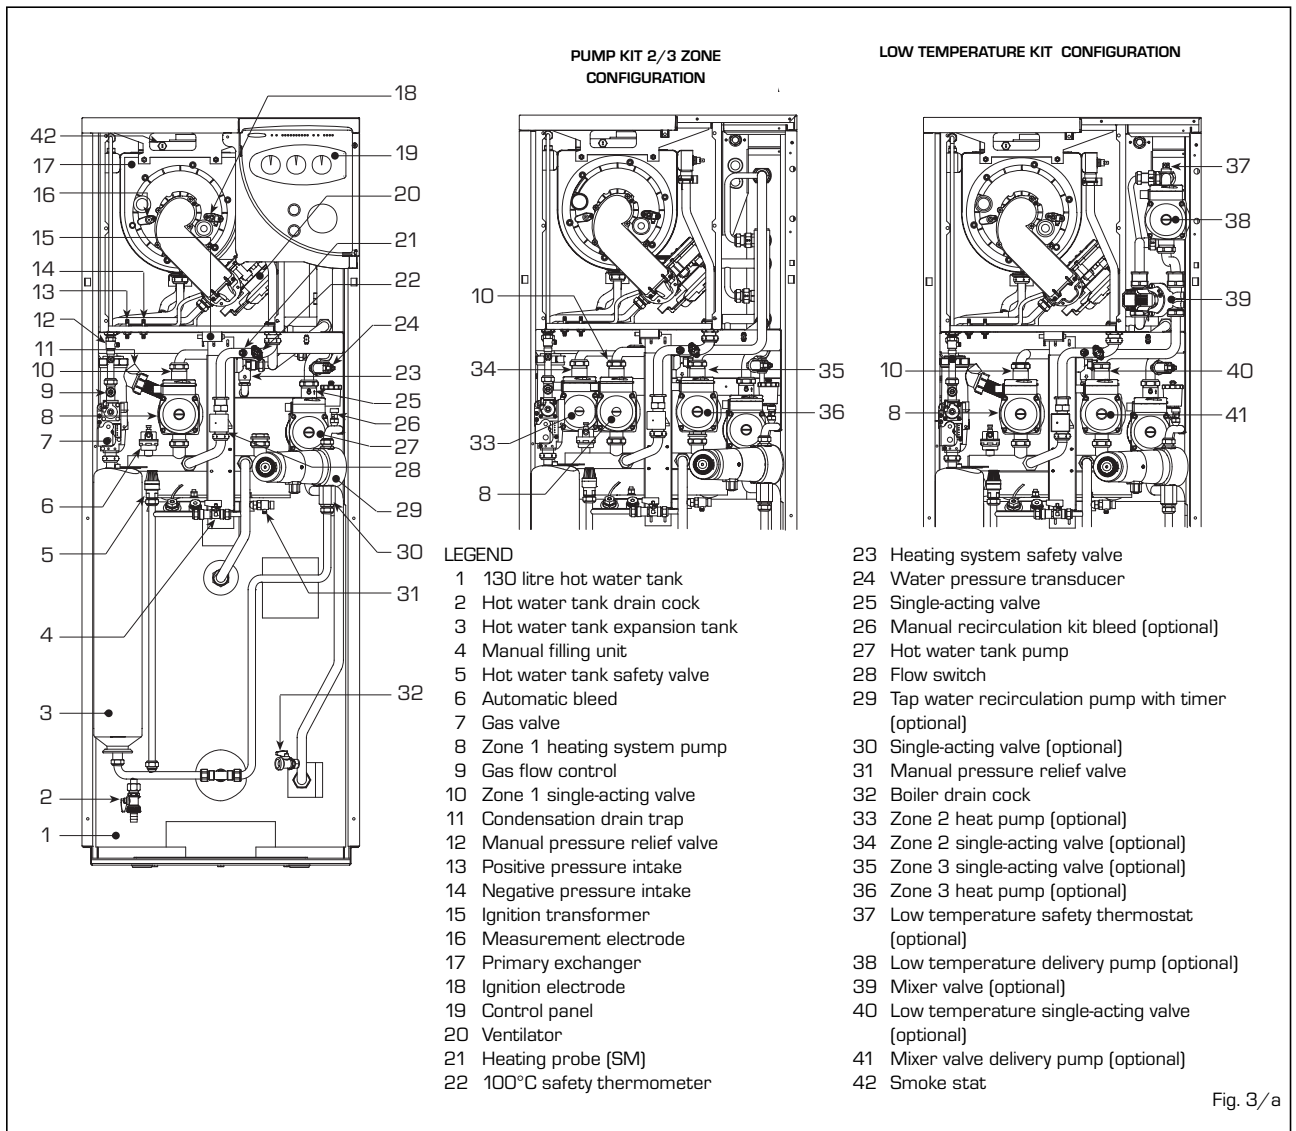 PUMP KIT 2/3 ZONE
CONFIGURATION
LOW TEMPERATURE KIT CONFIGURATION
18
42
17
19
16
20
15
21
14
13
22
12
24
11
10
23
9
25
8
26
7
27
28
6
29
5
30
31
4
32
3
2
1
10
34
35
36
33
8
37
38
39
10
40
8
41
LEGEND
1 130 litre hot water tank
2 Hot water tank drain cock
3 Hot water tank expansion tank
4 Manual filling unit
5 Hot water tank safety valve
6 Automatic bleed
7 Gas valve
8 Zone 1 heating system pump
9 Gas flow control
10 Zone 1 single-acting valve
11 Condensation drain trap
12 Manual pressure relief valve
13 Positive pressure intake
14 Negative pressure intake
15 Ignition transformer
16 Measurement electrode
17 Primary exchanger
18 Ignition electrode
19 Control panel
20 Ventilator
21 Heating probe (SM)
22 100°C safety thermometer
23 Heating system safety valve
24 Water pressure transducer
25 Single-acting valve
26 Manual recirculation kit bleed (optional)
27 Hot water tank pump
28 Flow switch
29 Tap water recirculation pump with timer
(optional)
30 Single-acting valve (optional)
31 Manual pressure relief valve
32 Boiler drain cock
33 Zone 2 heat pump (optional)
34 Zone 2 single-acting valve (optional)
35 Zone 3 single-acting valve (optional)
36 Zone 3 heat pump (optional)
37 Low temperature safety thermostat
(optional)
38 Low temperature delivery pump (optional)
39 Mixer valve (optional)
40 Low temperature single-acting valve
(optional)
41 Mixer valve delivery pump (optional)
42 Smoke stat
Fig. 3/a